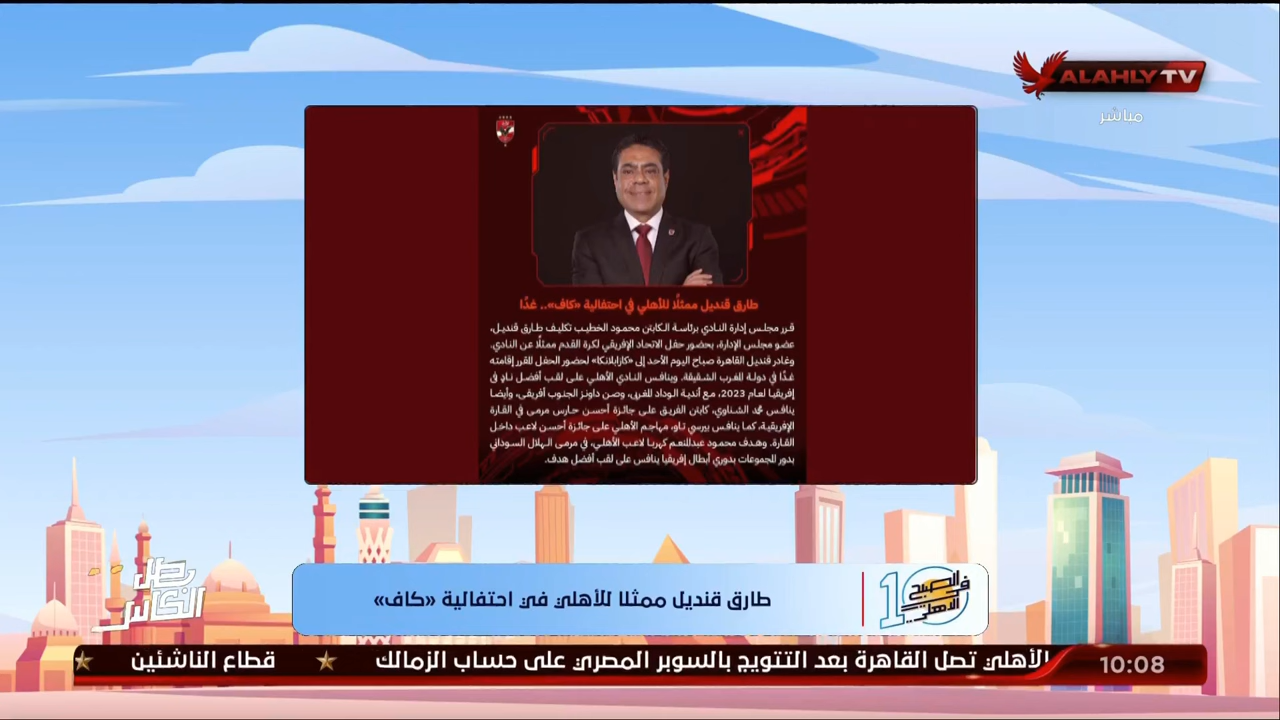 ALAHLY TV
مباشر
طارق قنديل ممثلًا للأهلي في احتفالية «كاف».. غدًا
قرر مجلس إدارة النادي برئاسة الكابتن محمود الخطيب تكليف طارق قنديل،
عضو مجلس الإدارة، بحضور حفل الاتحاد الإفريقي لكرة القدم ممثلًا عن النادي.
وغادر قنديل القاهرة صباح اليوم الأحد إلى «كازابلانكا» لحضور الحفل المقرر إقامته
غدًا في دولة المغرب الشقيقة. وينافس النادي الأهلي على لقب أفضل نادٍ في
إفريقيا لعام 2023، مع أندية الوداد المغربي، وصن داونز الجنوب أفريقي، وأيضا
ينافس محمد الشناوي، كابتن الفريق على جائزة أحسن حارس مرمى في القارة
الإفريقية، كما ينافس بيرسي تاو، مهاجم الأهلي على جائزة أحسن لاعب داخل
القارة. وهدف محمود عبدالمنعم كهربا لاعب الأهلي، في مرمى الهلال السوداني
بدور المجموعات بدوري أبطال إفريقيا ينافس على لقب أفضل هدف.
بطل الكاس
10 الصبح في الاهلي..
طارق قنديل ممثلا للأهلي في احتفالية «كاف»
10:08
الأهلي تصل القاهرة بعد التتويج بالسوبر المصري على حساب الزمالك
قطاع الناشئين